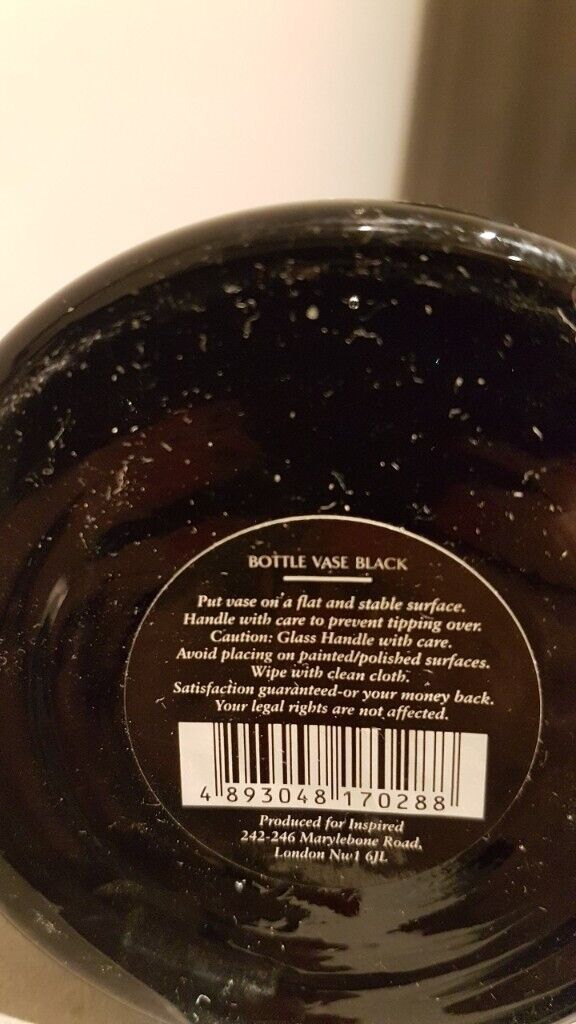 BOTTLE VASE BLACK
Put vase on a flat and stable surface.
Handle with care to prevent tipping over.
Caution: Glass Handle with care.
Avoid placing on painted/polished surfaces.
Wipe with clean cloth.
Satisfaction guaranteed-or your money back.
Your legal rights are not affected.
4 893048 170288
Produced for Inspired
242-246 Marylebone Road,
London Nw1 6JL